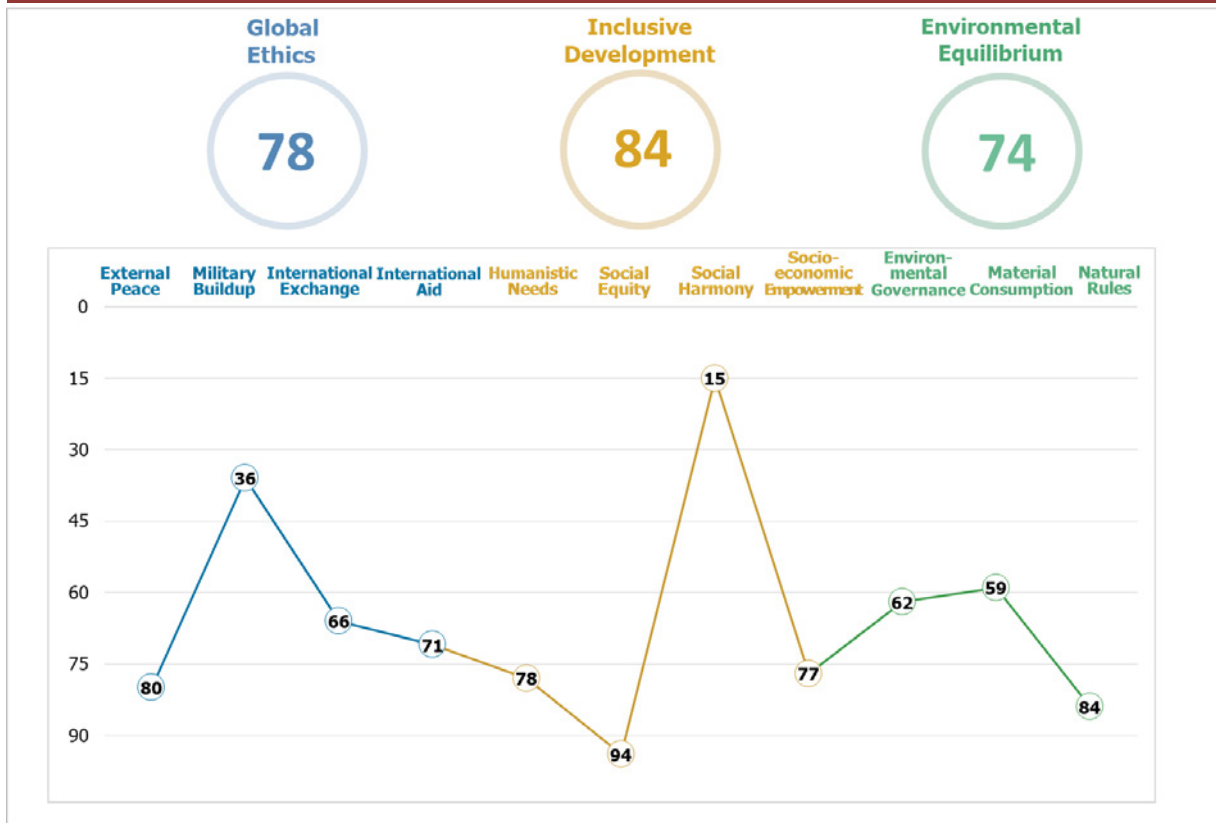 Global
Ethics
78
Inclusive
Development
84
Environmental
Equilibrium
74
External
Peace
Military
Buildup
International
Exchange
International
Aid
Humanistic
Needs
Social
Equity
Social
Harmony
Socio-
economic
Empowerment
Environ-
mental
Governance
Material
Consumption
Natural
Rules
0
15
30
45
60
75
90
80
36
66
71
78
94
15
77
62
59
84